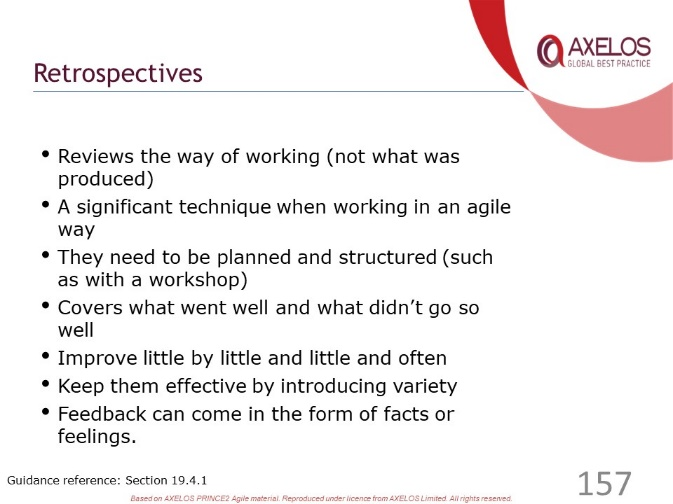 AXELOS
GLOBAL BEST PRACTICE
Retrospectives
• Reviews the way of working (not what was
produced)
• A significant technique when working in an agile
way
• They need to be planned and structured (such
as with a workshop)
• Covers what went well and what didn’t go so
well
• Improve little by little and little and often
• Keep them effective by introducing variety
• Feedback can come in the form of facts or
feelings.
Guidance reference: Section 19.4.1
157
Based on AXELOS PRINCE2 Agile material. Reproduced under licence from AXELOS Limited. All rights reserved.